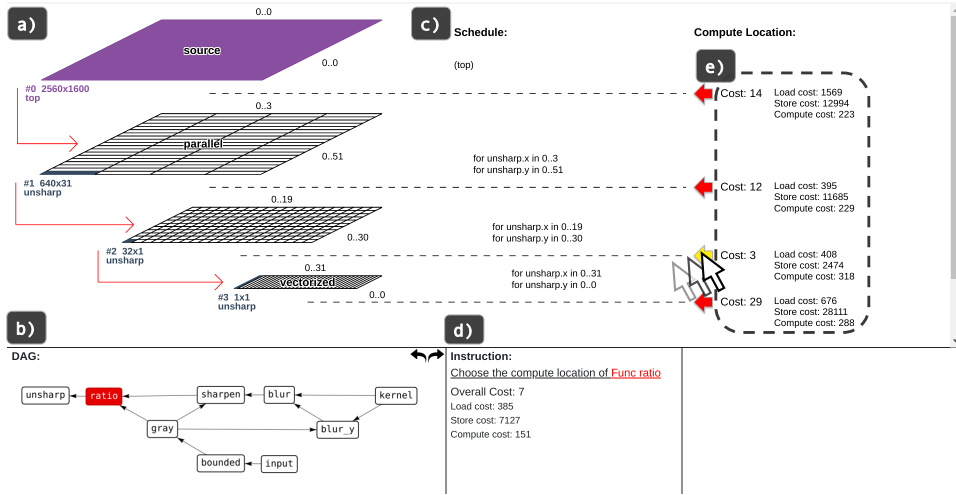 a)
0..0
source
0..0
#0 2560x1600
top
0..3
parallel
0..51
#1 640x31
unsharp
0..19
0..30
#2 32x1
unsharp
0..31
vectorized
0..0
#3 1x1
unsharp
c)
Schedule:
(top)
for unsharp.x in 0..3
for unsharp.y in 0..51
for unsharp.x in 0..19
for unsharp.y in 0..30
for unsharp.x in 0..31
for unsharp.y in 0..0
Compute Location:
e)
Cost: 14
Load cost: 1569
Store cost: 12994
Compute cost: 223
Cost: 12
Load cost: 395
Store cost: 11685
Compute cost: 229
Cost: 3
Load cost: 408
Store cost: 2474
Compute cost: 318
Cost: 29
Load cost: 676
Store cost: 28111
Compute cost: 288
b)
DAG:
unsharp
ratio
sharpen
blur
kernel
gray
blur_y
bounded
input
d)
Instruction:
Choose the compute location of Func ratio
Overall Cost: 7
Load cost: 385
Store cost: 7127
Compute cost: 151